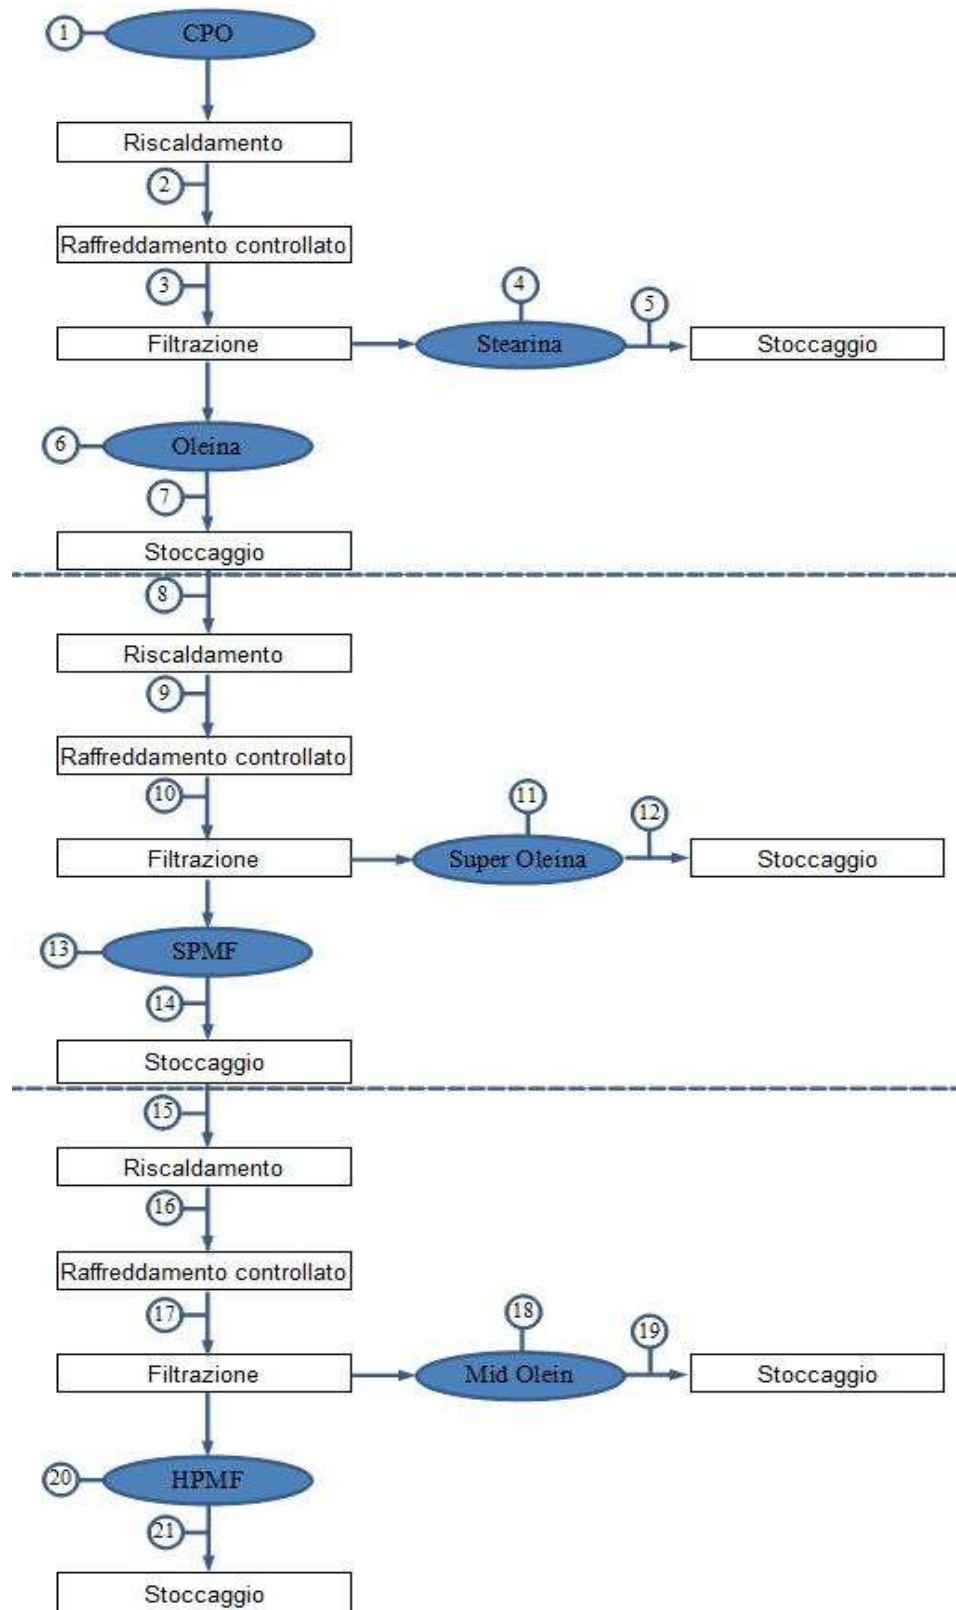 1
CPO
Riscaldamento
2
Raffreddamento controllato
3
4
5
Filtrazione
Stearina
Stoccaggio
6
Oleina
7
Stoccaggio
8
Riscaldamento
9
Raffreddamento controllato
10
11
12
Filtrazione
Super Oleina
Stoccaggio
13
SPMF
14
Stoccaggio
15
Riscaldamento
16
Raffreddamento controllato
17
18
19
Filtrazione
Mid Olein
Stoccaggio
20
HPMF
21
Stoccaggio